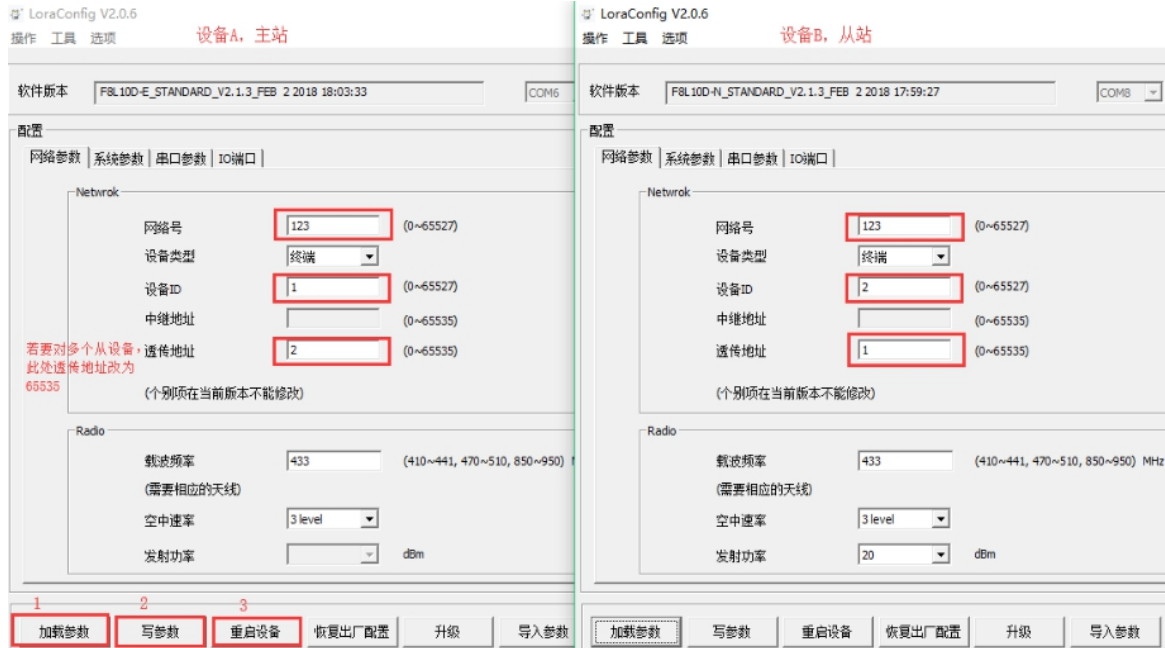 LoraConfig V2.0.6
操作 工具 选项
设备A，主站
软件版本
F8L10D-E_STANDARD_V2.1.3_FEB 2 2018 18:03:33
COM6
配置
网络参数 系统参数 串口参数 IO端口
Netwrok
网络号 123 (0~65527)
设备类型 终端
设备ID 1 (0~65527)
中继地址 (0~65535)
若要对多个从设备，
此处透传地址改为
65535
透传地址 2 (0~65535)
(个别项在当前版本不能修改)
Radio
载波频率 433 (410~441, 470~510, 850~950)
(需要相应的天线)
空中速率 3 level
发射功率 dBm
1 2 3
加载参数 写参数 重启设备 恢复出厂配置 升级 导入参数
LoraConfig V2.0.6
操作 工具 选项
设备B，从站
软件版本
F8L10D-N_STANDARD_V2.1.3_FEB 2 2018 17:59:27
COM8
配置
网络参数 系统参数 串口参数 IO端口
Netwrok
网络号 123 (0~65527)
设备类型 终端
设备ID 2 (0~65527)
中继地址 (0~65535)
透传地址 1 (0~65535)
(个别项在当前版本不能修改)
Radio
载波频率 433 (410~441, 470~510, 850~950) MHz
(需要相应的天线)
空中速率 3 level
发射功率 20 dBm
加载参数 写参数 重启设备 恢复出厂配置 升级 导入参数